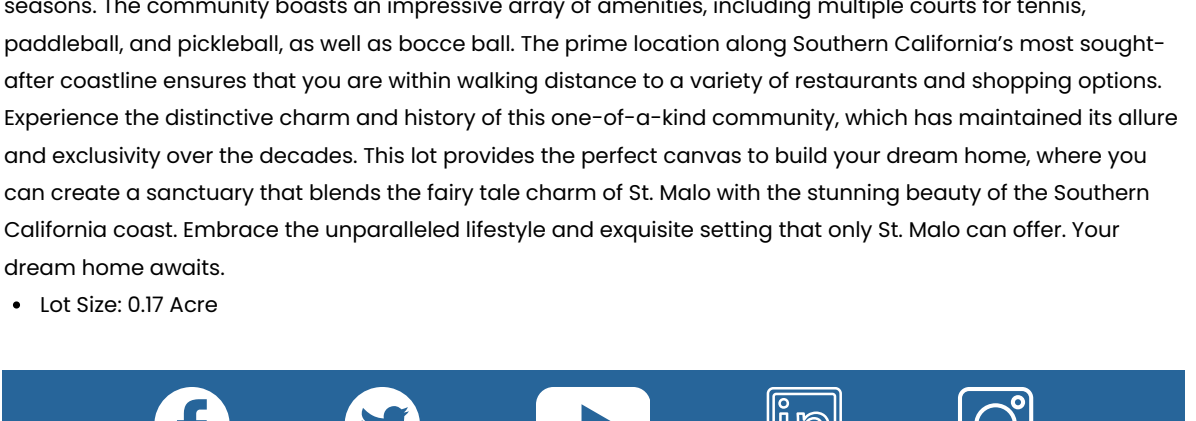 seasons. The community boasts an impressive array of amenities, including multiple courts for tennis,
paddleball, and pickleball, as well as bocce ball. The prime location along Southern California’s most sought-
after coastline ensures that you are within walking distance to a variety of restaurants and shopping options.
Experience the distinctive charm and history of this one-of-a-kind community, which has maintained its allure
and exclusivity over the decades. This lot provides the perfect canvas to build your dream home, where you
can create a sanctuary that blends the fairy tale charm of St. Malo with the stunning beauty of the Southern
California coast. Embrace the unparalleled lifestyle and exquisite setting that only St. Malo can offer. Your
dream home awaits.
• Lot Size: 0.17 Acre